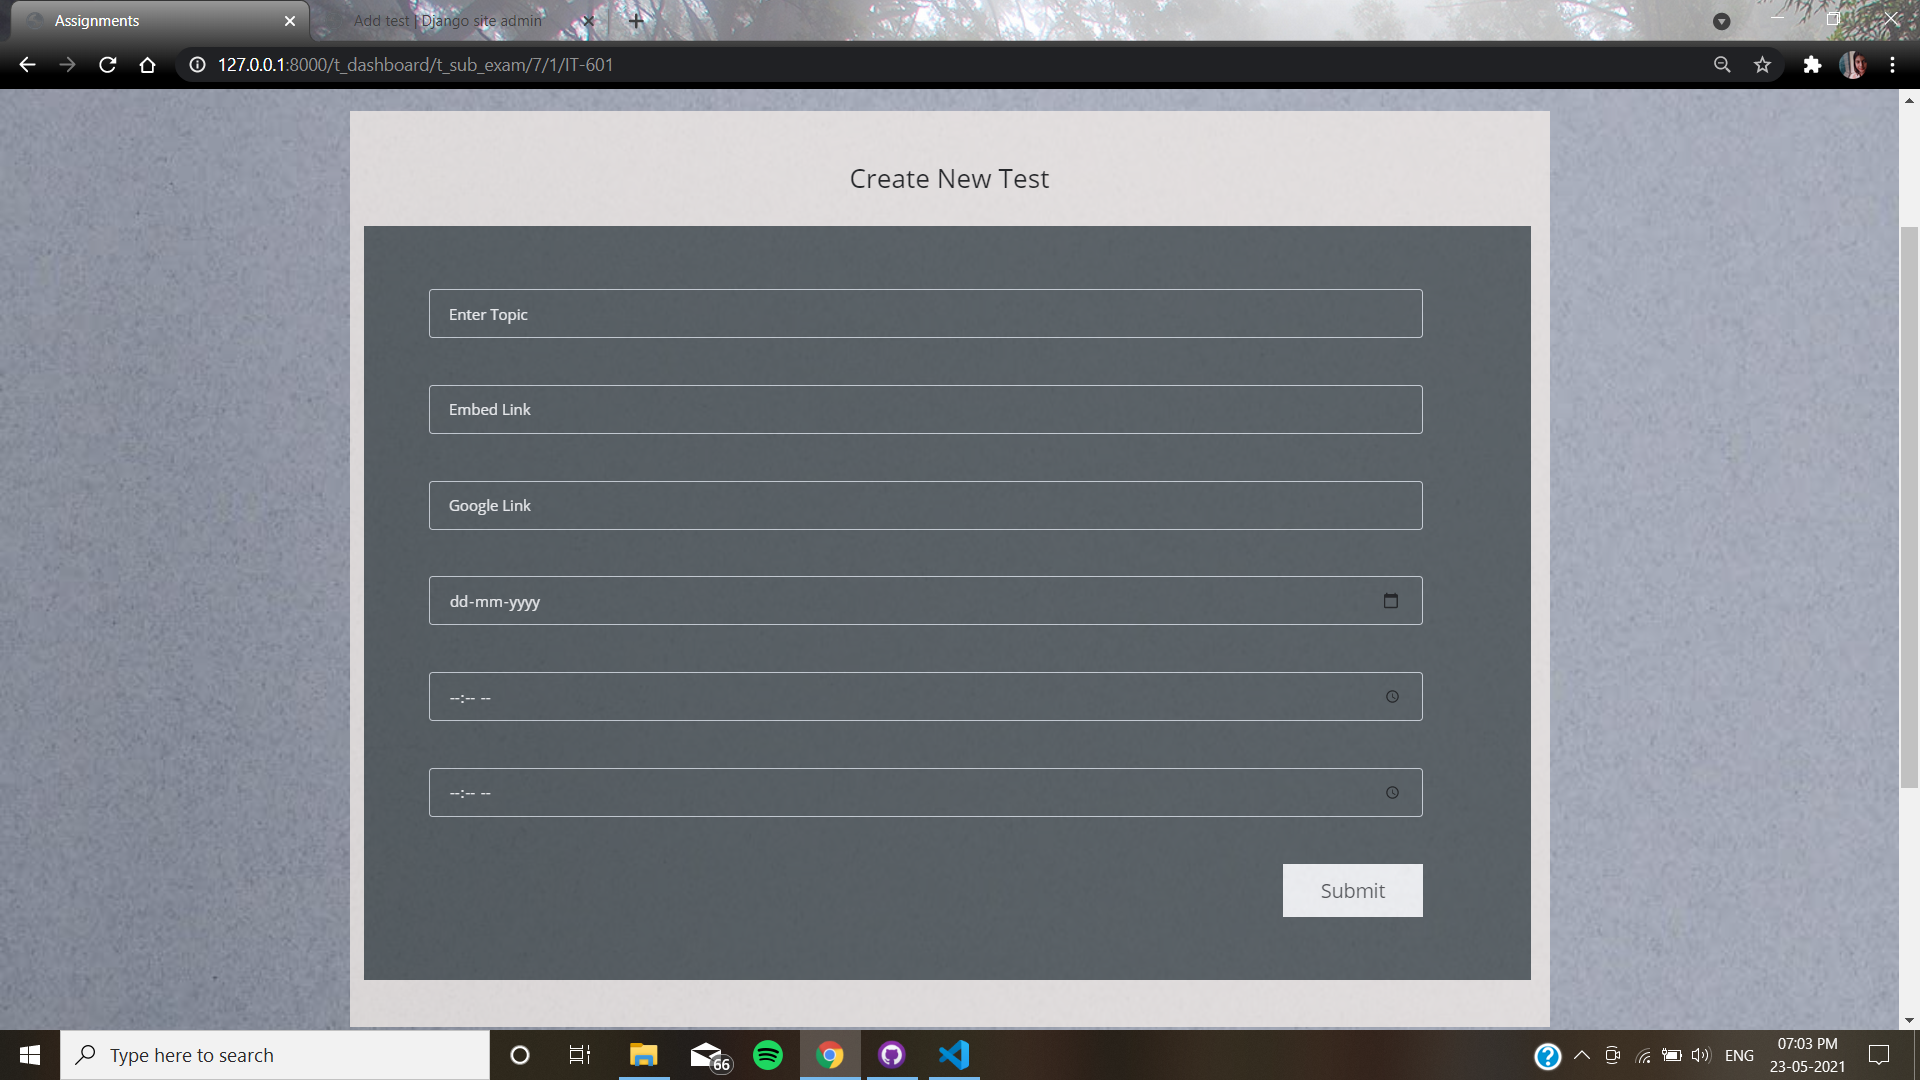 Assignments
Add test | Django site admin
127.0.0.1:8000/t_dashboard/t_sub_exam/7/1/IT-601
Create New Test
Enter Topic
Embed Link
Google Link
dd-mm-yyyy
--:-- --
--:-- --
Submit
Type here to search
66
ENG
07:03 PM
23-05-2021